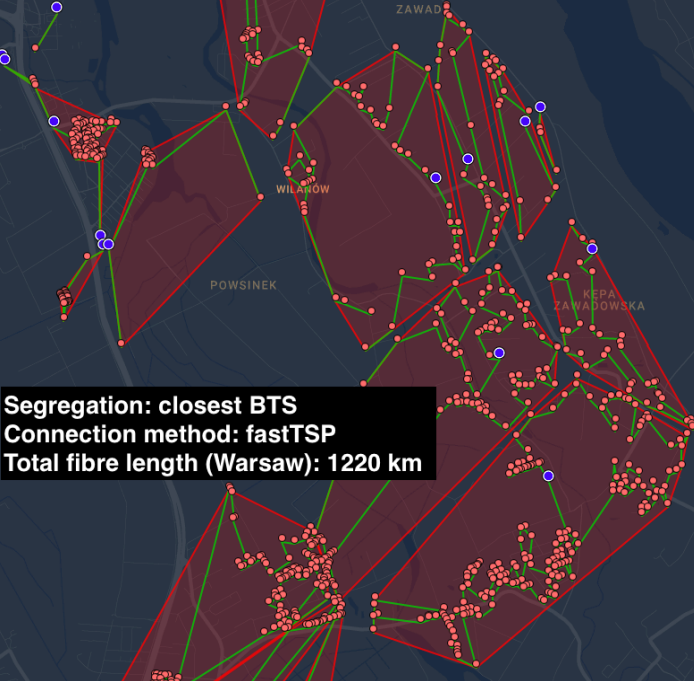 ZAWAD
WILANÓW
POWSINEK
KĘPA
ZAWADOWSKA
Segregation: closest BTS
Connection method: fastTSP
Total fibre length (Warsaw): 1220 km